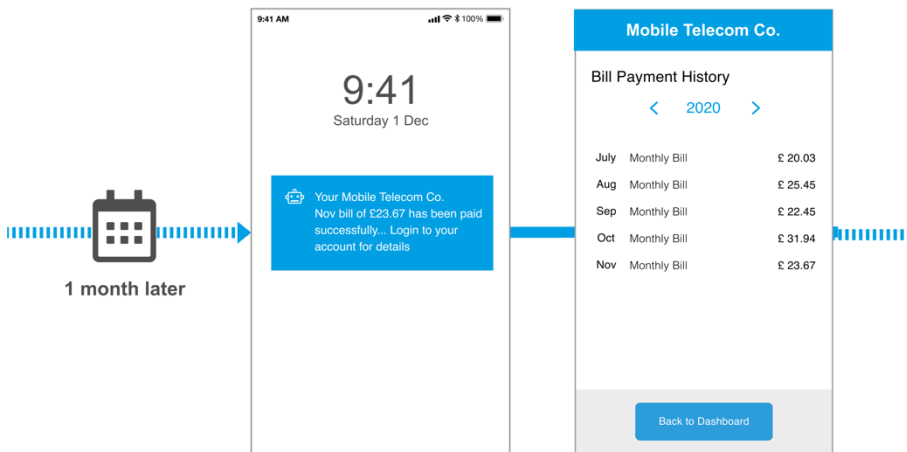 1 month later
9:41 AM
100%
9:41
Saturday 1 Dec
Your Mobile Telecom Co.
Nov bill of £23.67 has been paid
successfully... Login to your
account for details
Mobile Telecom Co.
Bill Payment History
< 2020 >
July Monthly Bill £ 20.03
Aug Monthly Bill £ 25.45
Sep Monthly Bill £ 22.45
Oct Monthly Bill £ 31.94
Nov Monthly Bill £ 23.67
Back to Dashboard